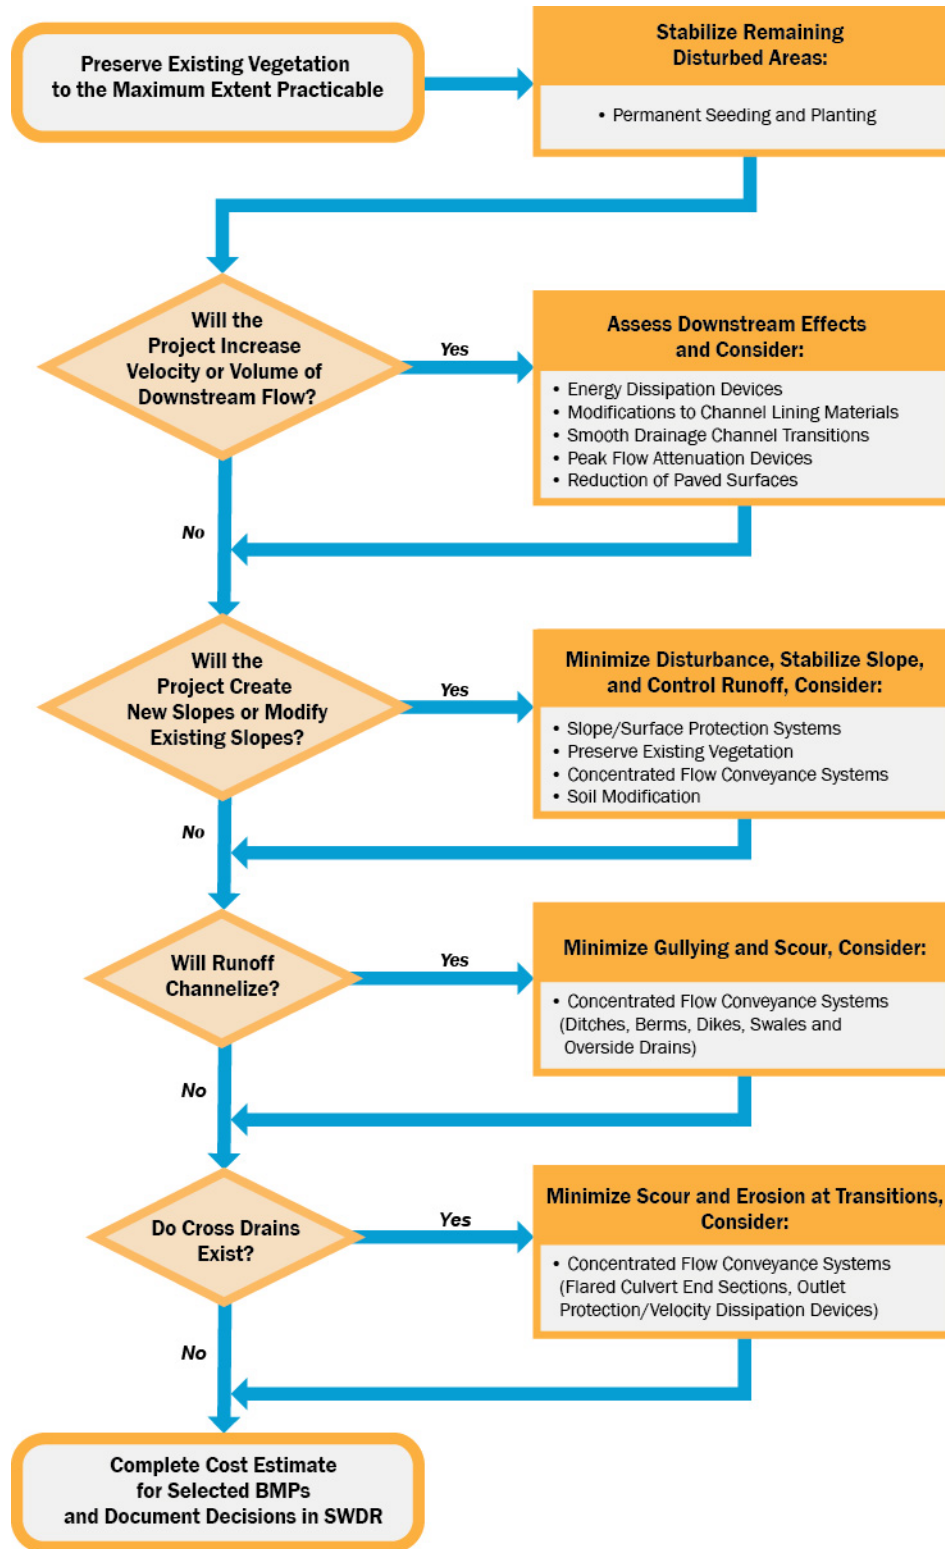 Preserve Existing Vegetation
to the Maximum Extent Practicable
Stabilize Remaining
Disturbed Areas:
• Permanent Seeding and Planting
Will the
Project Increase
Velocity or Volume of
Downstream Flow?
Yes
Assess Downstream Effects
and Consider:
• Energy Dissipation Devices
• Modifications to Channel Lining Materials
• Smooth Drainage Channel Transitions
• Peak Flow Attenuation Devices
• Reduction of Paved Surfaces
No
Will the
Project Create
New Slopes or Modify
Existing Slopes?
Yes
Minimize Disturbance, Stabilize Slope,
and Control Runoff, Consider:
• Slope/Surface Protection Systems
• Preserve Existing Vegetation
• Concentrated Flow Conveyance Systems
• Soil Modification
No
Will Runoff
Channelize?
Yes
Minimize Gullying and Scour, Consider:
• Concentrated Flow Conveyance Systems
(Ditches, Berms, Dikes, Swales and
Overside Drains)
No
Do Cross Drains
Exist?
Yes
Minimize Scour and Erosion at Transitions,
Consider:
• Concentrated Flow Conveyance Systems
(Flared Culvert End Sections, Outlet
Protection/Velocity Dissipation Devices)
No
Complete Cost Estimate
for Selected BMPs
and Document Decisions in SWDR